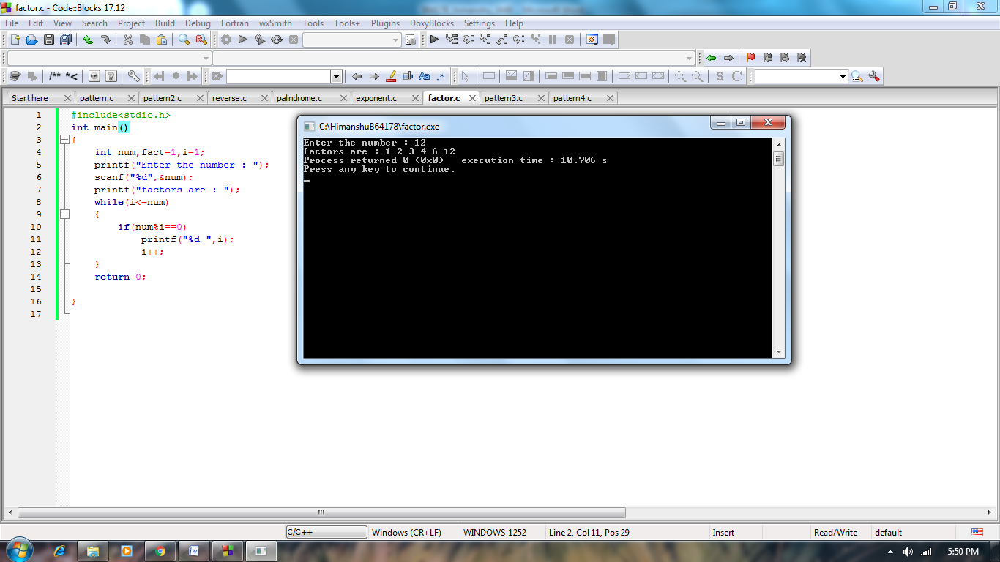 factor.c - Code::Blocks 17.12
File Edit View Search Project Build Debug Fortran wxSmith Tools Tools+ Plugins DoxyBlocks Settings Help
/** *<
Aa .*
S C
Start here pattern.c pattern2.c reverse.c palindrome.c exponent.c factor.c pattern3.c pattern4.c
1 #include<stdio.h>
2 int main()
3 {
4 int num,fact=1,i=1;
5 printf("Enter the number : ");
6 scanf("%d",&num);
7 printf("factors are : ");
8 while(i<=num)
9 {
10 if(num%i==0)
11 printf("%d ",i);
12 i++;
13 }
14 return 0;
15
16 }
17
C:\HimanshuB64178\factor.exe
Enter the number : 12
factors are : 1 2 3 4 6 12
Process returned 0 (0x0)   execution time : 10.706 s
Press any key to continue.
C/C++ Windows (CR+LF) WINDOWS-1252 Line 2, Col 11, Pos 29 Insert Read/Write default
5:50 PM